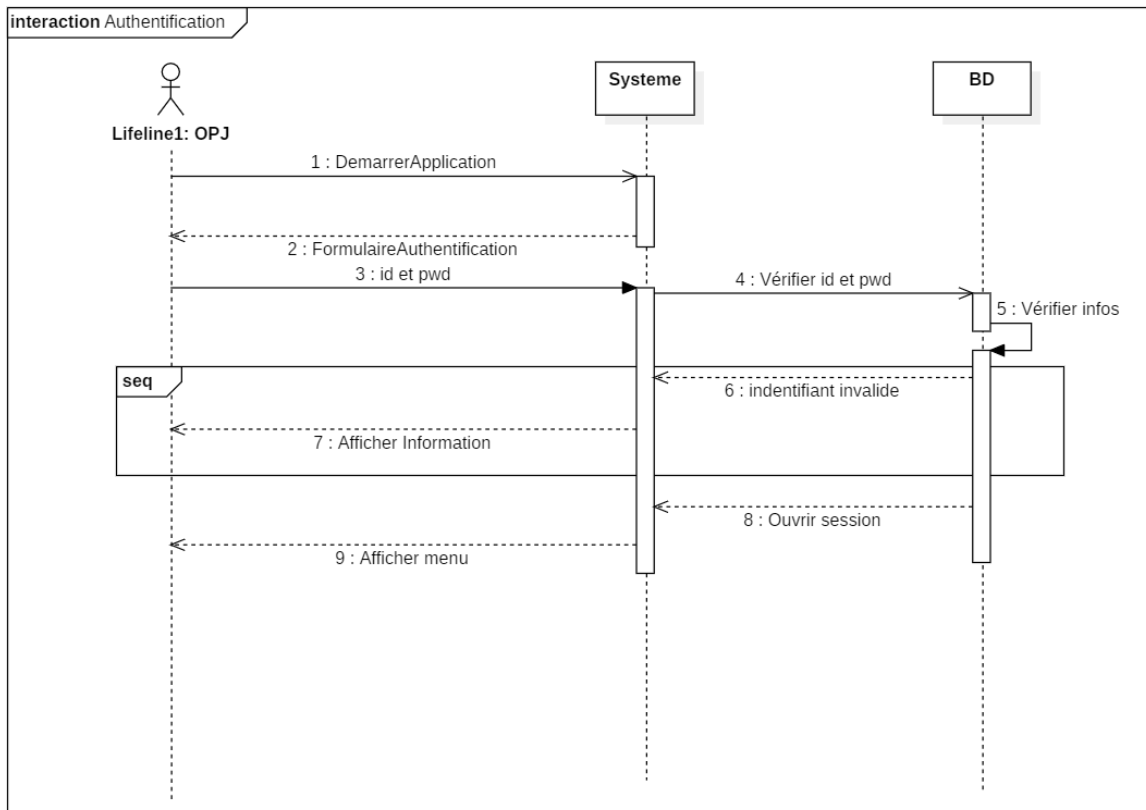 interaction Authentification
Systeme
BD
Lifeline1: OPJ
1 : DemarrerApplication
2 : FormulaireAuthentification
3 : id et pwd
4 : Vérifier id et pwd
5 : Vérifier infos
seq
6 : indentifiant invalide
7 : Afficher Information
8 : Ouvrir session
9 : Afficher menu